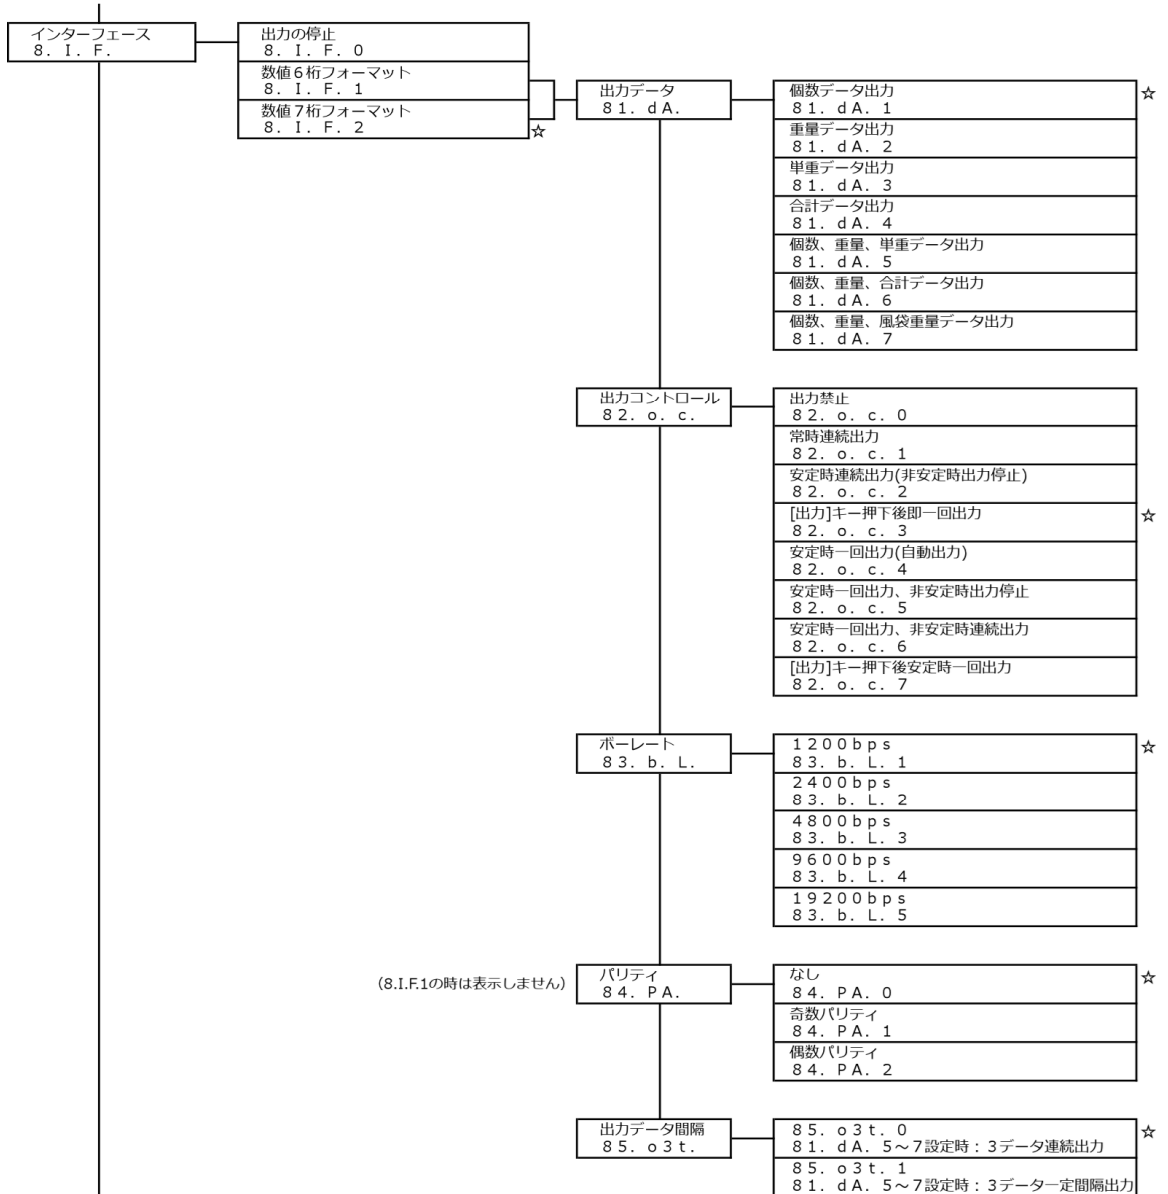 インターフェース
8. I. F.
出力の停止
8. I. F. 0
数値6桁フォーマット
8. I. F. 1
数値7桁フォーマット
8. I. F. 2
☆
出力データ
81. dA.
個数データ出力
81. dA. 1
☆
重量データ出力
81. dA. 2
単重データ出力
81. dA. 3
合計データ出力
81. dA. 4
個数、重量、単重データ出力
81. dA. 5
個数、重量、合計データ出力
81. dA. 6
個数、重量、風袋重量データ出力
81. dA. 7
出力コントロール
82. o. c.
出力禁止
82. o. c. 0
常時連続出力
82. o. c. 1
安定時連続出力(非安定時出力停止)
82. o. c. 2
[出力]キー押下後即一回出力
82. o. c. 3
☆
安定時一回出力(自動出力)
82. o. c. 4
安定時一回出力、非安定時出力停止
82. o. c. 5
安定時一回出力、非安定時連続出力
82. o. c. 6
[出力]キー押下後安定時一回出力
82. o. c. 7
ボーレート
83. b. L.
1200bps
83. b. L. 1
☆
2400bps
83. b. L. 2
4800bps
83. b. L. 3
9600bps
83. b. L. 4
19200bps
83. b. L. 5
(8.I.F.1の時は表示しません)
パリティ
84. PA.
なし
84. PA. 0
☆
奇数パリティ
84. PA. 1
偶数パリティ
84. PA. 2
出力データ間隔
85. o3t.
85. o3t. 0
81. dA. 5~7設定時:3データ連続出力
☆
85. o3t. 1
81. dA. 5~7設定時:3データ一定間隔出力